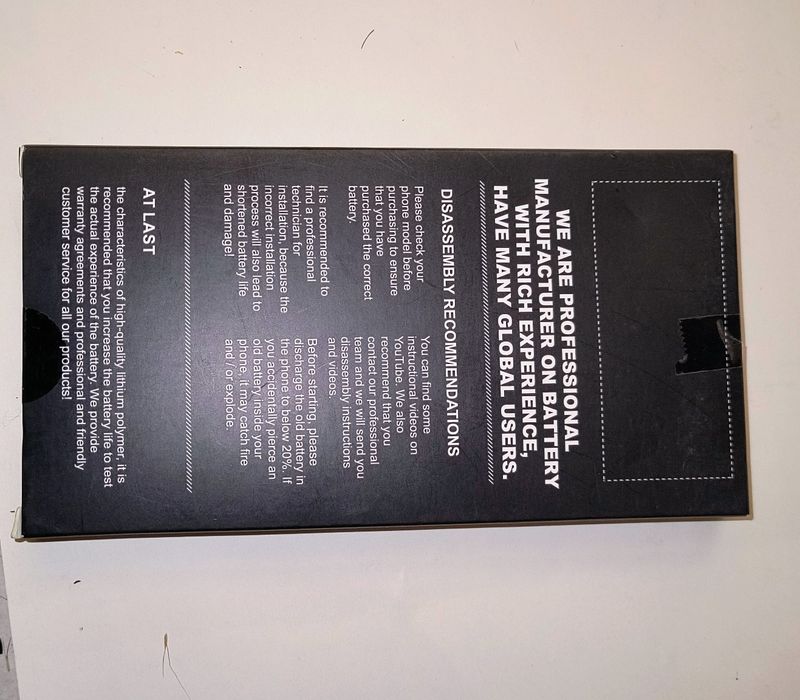 WE ARE PROFESSIONAL
MANUFACTURER ON BATTERY
WITH RICH EXPERIENCE,
HAVE MANY GLOBAL USERS.
DISASSEMBLY RECOMMENDATIONS
Please check your
phone model before
purchasing to ensure
that you have
purchased the correct
battery.
You can find some
instructional videos on
YouTube. We also
recommend that you
contact our professional
team and we will send you
disassembly instructions
and videos.
It is recommended to
find a professional
technician for
installation, because the
incorrect installation
process will also lead to
shortened battery life
and damage!
Before starting, please
discharge the old battery in
the phone to below 20%. If
you accidentally pierce an
old battery inside your
phone, it may catch fire
and / or explode.
AT LAST
the characteristics of high-quality lithium polymer, it is
recommended that you increase the battery life to test
the actual experience of the battery. We provide
warranty agreements and professional and friendly
customer service for all our products!